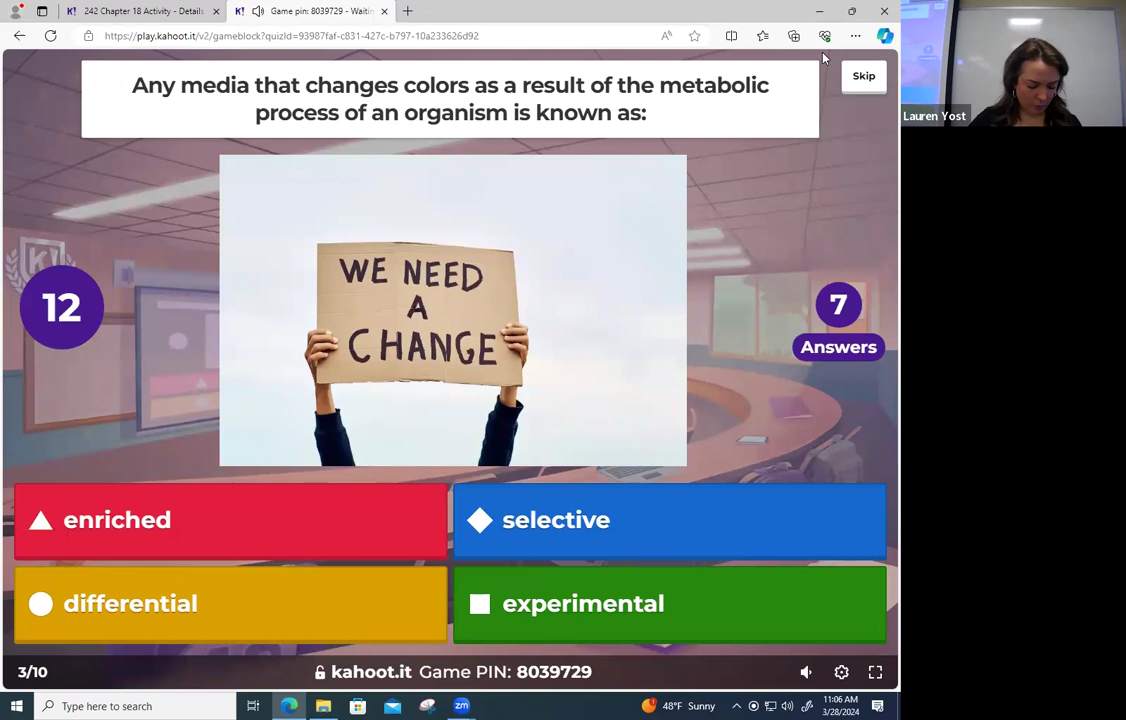 242 Chapter 18 Activity - Details
Game pin: 8039729 - Waitin
https://play.kahoot.it/v2/gameblock?quizId=93987faf-c831-427c-b797-10a233626d92
Any media that changes colors as a result of the metabolic
process of an organism is known as:
Skip
Lauren Yost
WE NEED
A
CHANGE
12
7
Answers
enriched
selective
differential
experimental
3/10
kahoot.it Game PIN: 8039729
Type here to search
zm
48°F Sunny
11:06 AM
3/28/2024